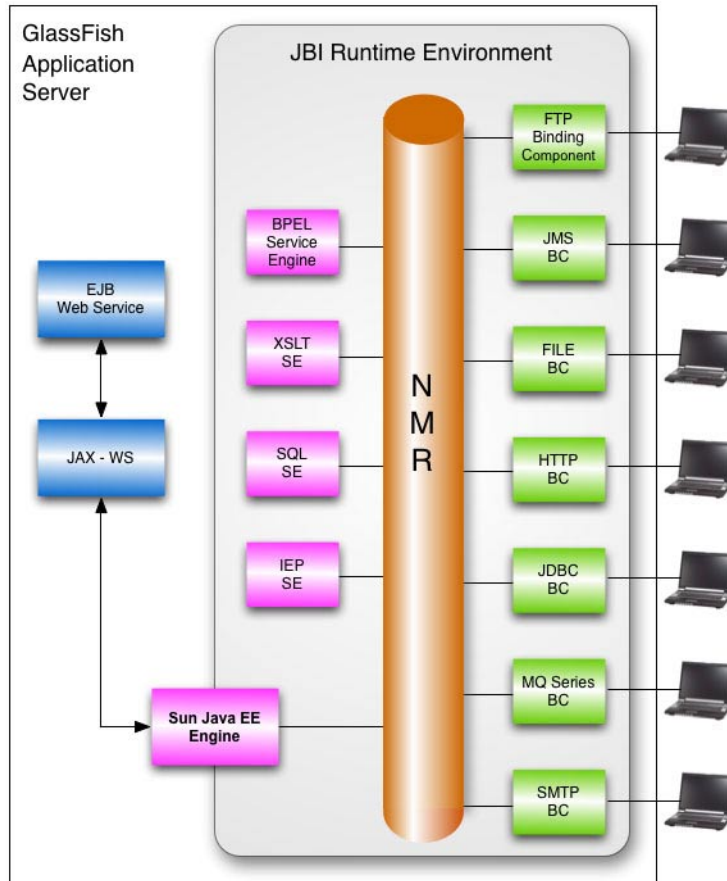 GlassFish
Application
Server
JBI Runtime Environment
FTP
Binding
Component
BPEL
Service
Engine
JMS
BC
EJB
Web Service
XSLT
SE
FILE
BC
N
M
R
JAX - WS
SQL
SE
HTTP
BC
IEP
SE
JDBC
BC
Sun Java EE
Engine
MQ Series
BC
SMTP
BC